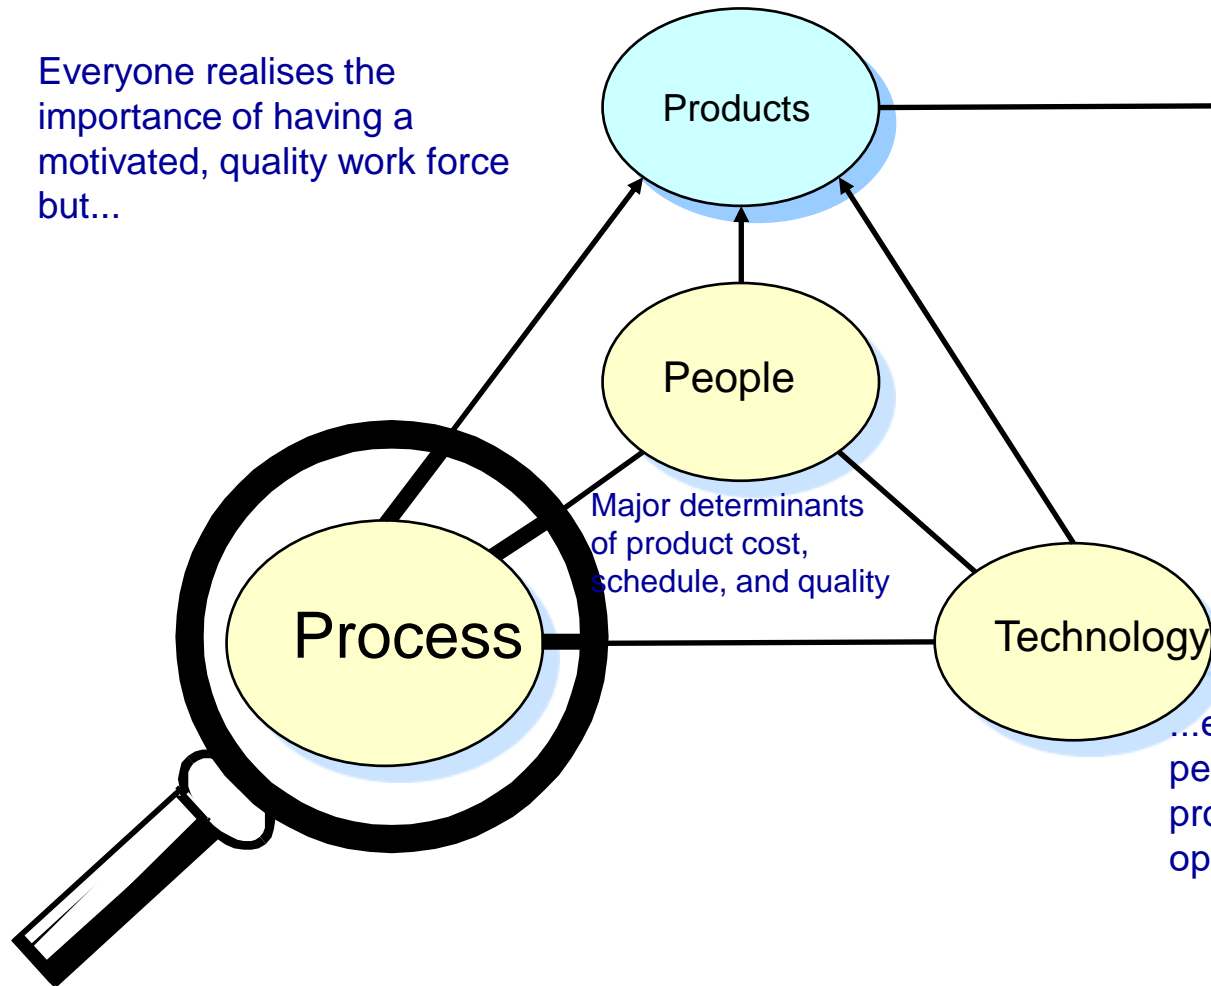 Everyone realises the
importance of having a
motivated, quality work force
but...
Products
People
Major determinants
of product cost,
schedule, and quality
Process
Technology